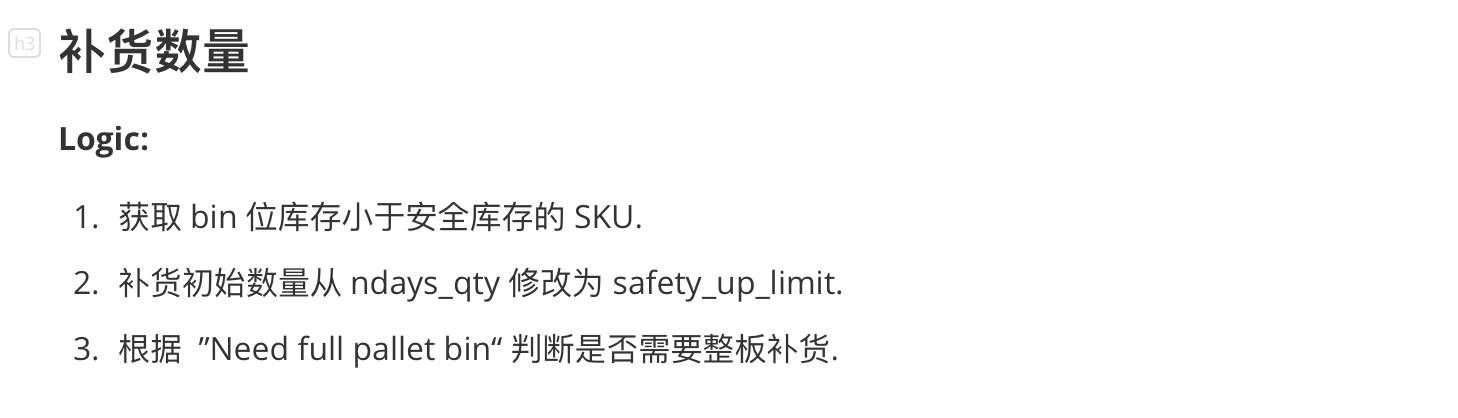 h3
补货数量
Logic:
1. 获取 bin 位库存小于安全库存的 SKU.
2. 补货初始数量从 ndays_qty 修改为 safety_up_limit.
3. 根据 ”Need full pallet bin“ 判断是否需要整板补货.